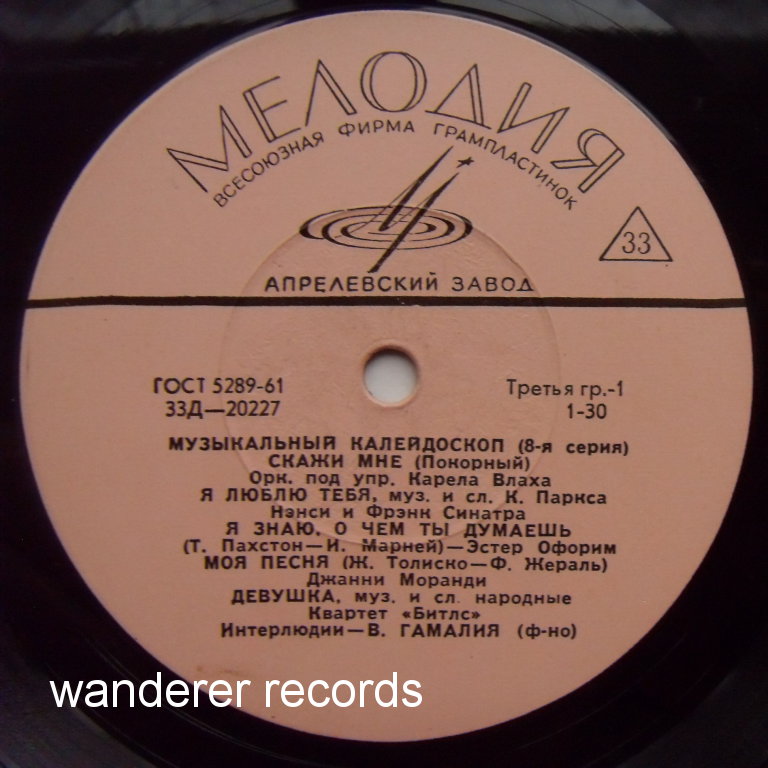 МЕЛОДИЯ
ВСЕСОЮЗНАЯ ФИРМА ГРАМПЛАСТИНОК
33
АПРЕЛЕВСКИЙ ЗАВОД
ГОСТ 5289-61
Третья гр.-1
33Д—20227
1-30
МУЗЫКАЛЬНЫЙ КАЛЕЙДОСКОП (8-я серия)
СКАЖИ МНЕ (Покорный)
Орк. под упр. Карела Влаха
Я ЛЮБЛЮ ТЕБЯ, муз. и сл. К. Паркса
Нэнси и Фрэнк Синатра
Я ЗНАЮ, О ЧЕМ ТЫ ДУМАЕШЬ
(Т. Пахстон—И. Марней)—Эстер Офорим
МОЯ ПЕСНЯ (Ж. Толиско—Ф. Жераль)
Джанни Моранди
ДЕВУШКА, муз. и сл. народные
Квартет «Битлс»
Интерлюдии—В. ГАМАЛИЯ (ф-но)
wanderer records